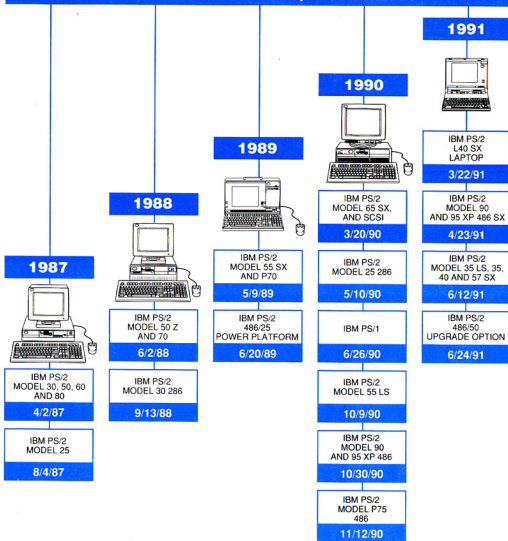 1987
IBM PS/2
MODEL 30, 50, 60
AND 80
4/2/87
IBM PS/2
MODEL 25
8/4/87
1988
IBM PS/2
MODEL 50 Z
AND 70
6/2/88
IBM PS/2
MODEL 30 286
9/13/88
1989
IBM PS/2
MODEL 55 SX
AND P70
5/9/89
IBM PS/2
486/25
POWER PLATFORM
6/20/89
1990
IBM PS/2
MODEL 65 SX,
AND SCSI
3/20/90
IBM PS/2
MODEL 25 286
5/10/90
IBM PS/1
6/26/90
IBM PS/2
MODEL 55 LS
10/9/90
IBM PS/2
MODEL 90
AND 95 XP 486
10/30/90
IBM PS/2
MODEL P75
486
11/12/90
1991
IBM PS/2
L40 SX
LAPTOP
3/22/91
IBM PS/2
MODEL 90
AND 95 XP 486 SX
4/23/91
IBM PS/2
MODEL 35 LS, 35,
40 AND 57 SX
6/12/91
IBM PS/2
486/50
UPGRADE OPTION
6/24/91